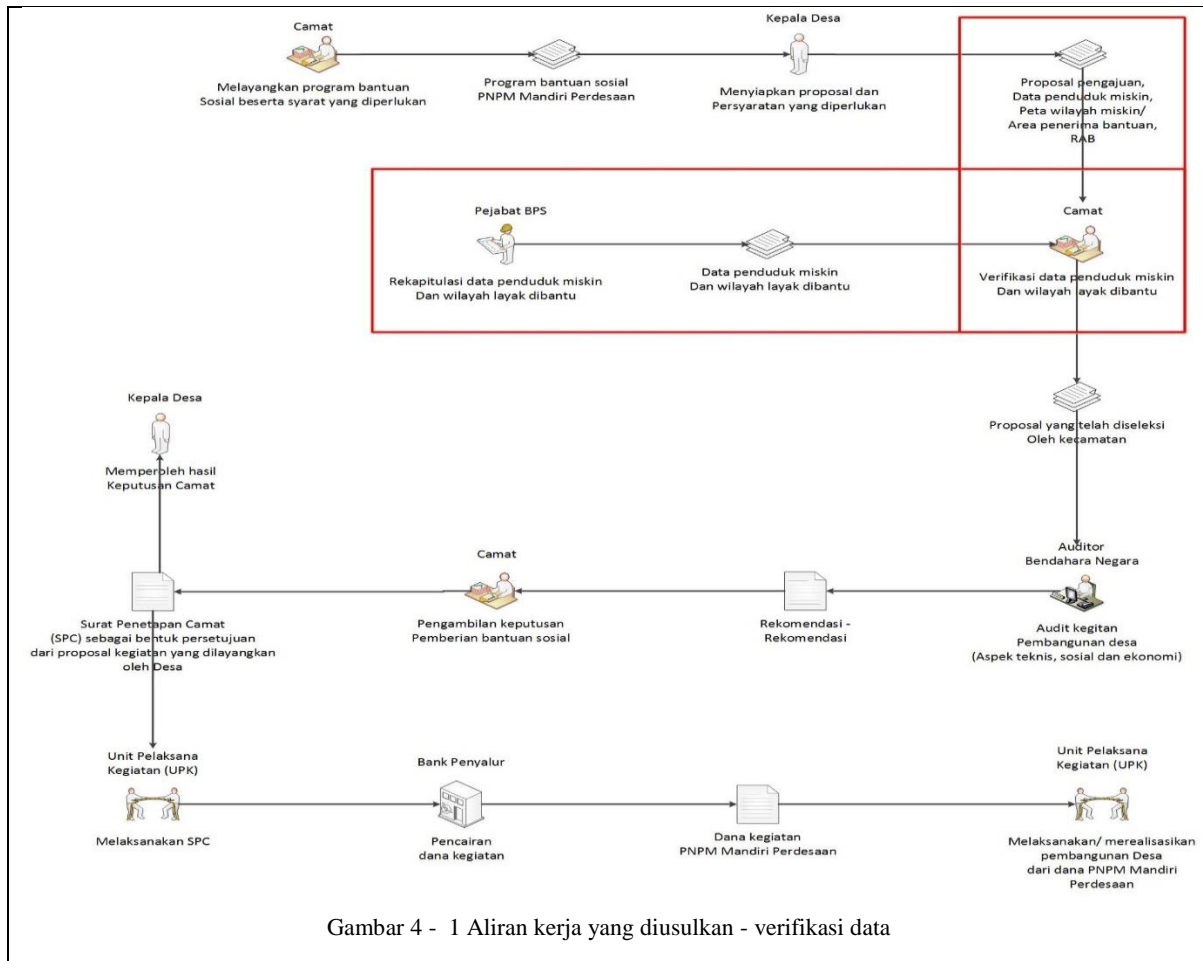 Camat
Melayangkan program bantuan
Sosial beserta syarat yang diperlukan
Program bantuan sosial
PNPM Mandiri Perdesaan
Kepala Desa
Menyiapkan proposal dan
Persyaratan yang diperlukan
Proposal pengajuan,
Data penduduk miskin,
Peta wilayah miskin/
Area penerima bantuan,
RAB
Pejabat BPS
Rekapitulasi data penduduk miskin
Dan wilayah layak dibantu
Data penduduk miskin
Dan wilayah layak dibantu
Camat
Verifikasi data penduduk miskin
Dan wilayah layak dibantu
Proposal yang telah diseleksi
Oleh kecamatan
Kepala Desa
Memperoleh hasil
Keputusan Camat
Surat Penetapan Camat
(SPC) sebagai bentuk persetujuan
dari proposal kegiatan yang dilayangkan
oleh Desa
Camat
Pengambilan keputusan
Pemberian bantuan sosial
Rekomendasi -
Rekomendasi
Auditor
Bendahara Negara
Audit kegitan
Pembangunan desa
(Aspek teknis, sosial dan ekonomi)
Unit Pelaksana
Kegiatan (UPK)
Melaksanakan SPC
Bank Penyalur
Pencairan
dana kegiatan
Dana kegiatan
PNPM Mandiri Perdesaan
Unit Pelaksana
Kegiatan (UPK)
Melaksanakan/ merealisasikan
pembangunan Desa
dari dana PNPM Mandiri
Perdesaan
Gambar 4 - 1 Aliran kerja yang diusulkan - verifikasi data